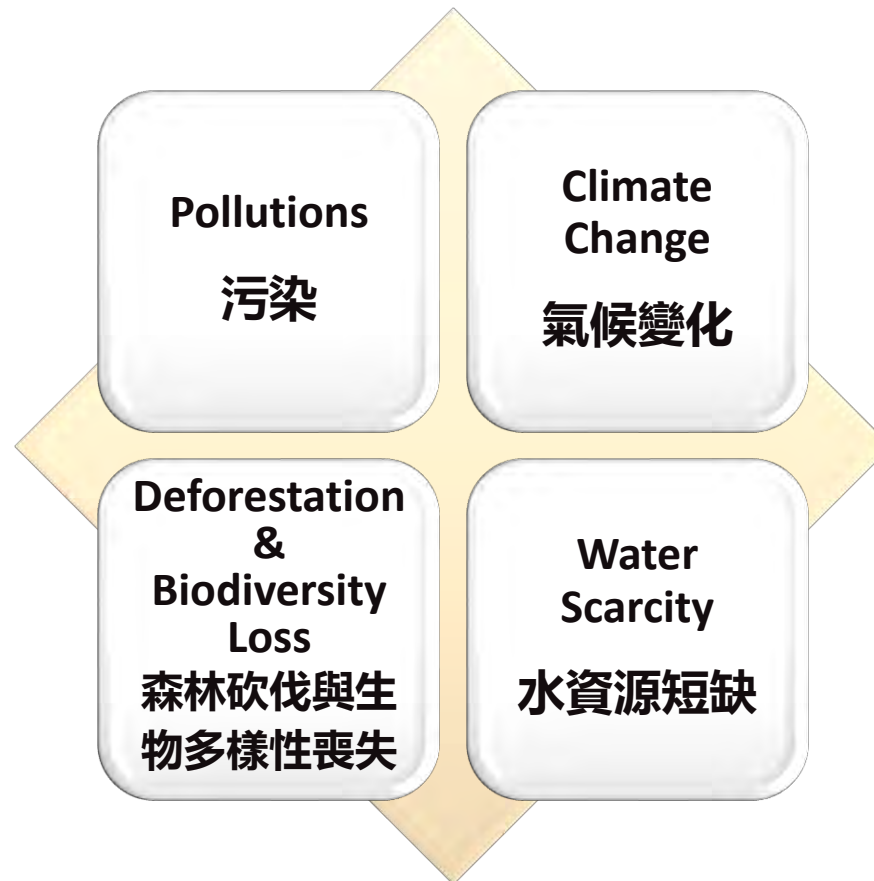 Pollutions
污染
Climate
Change
氣候變化
Deforestation
&
Biodiversity
Loss
森林砍伐與生
物多樣性喪失
Water
Scarcity
水資源短缺